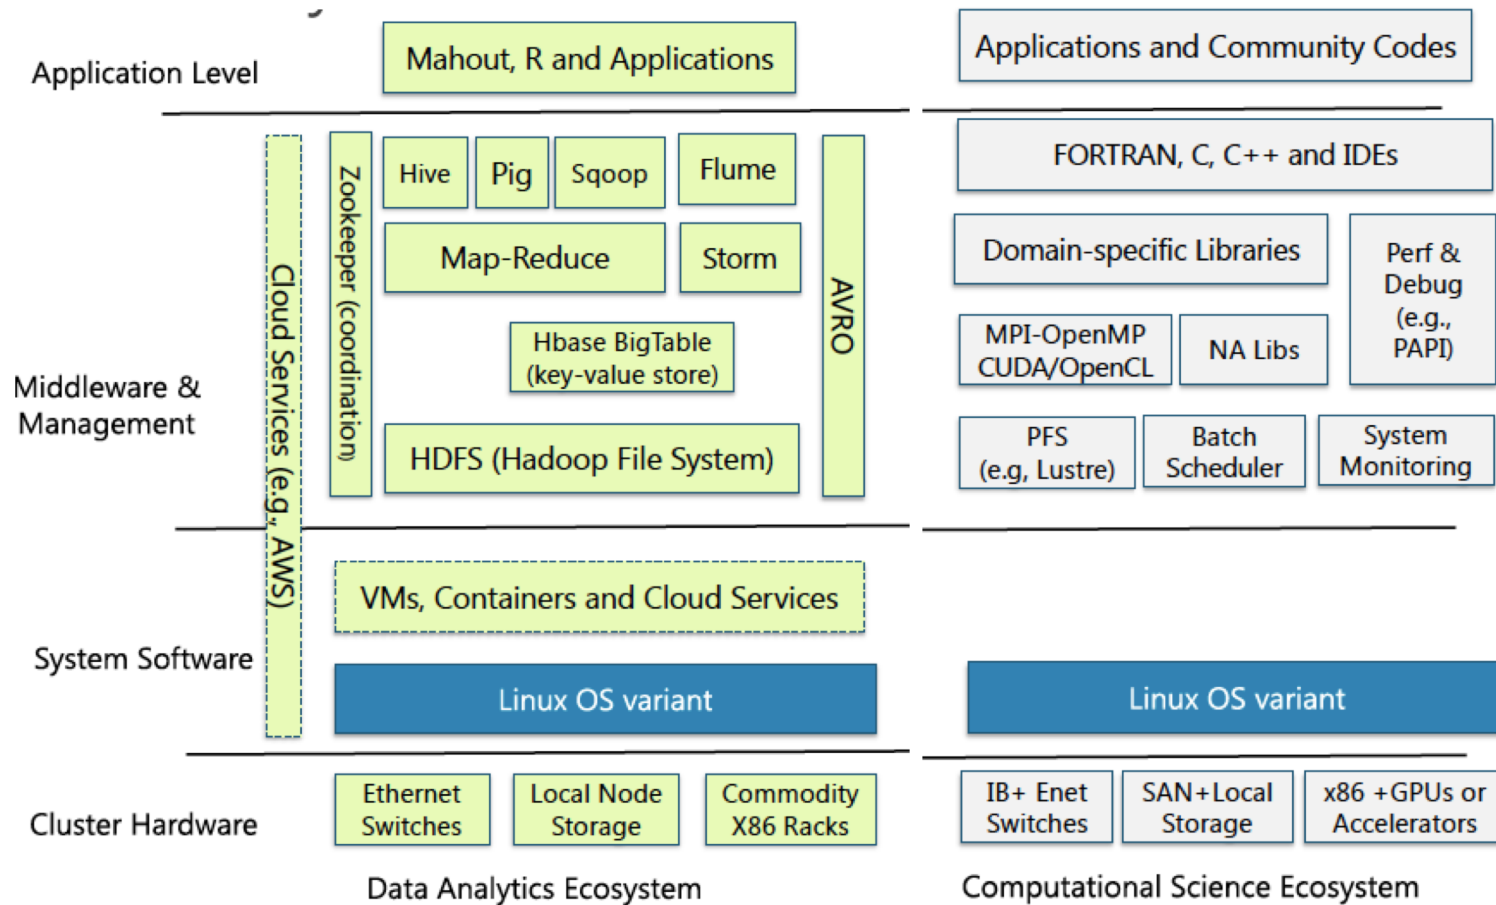 Application Level
Mahout, R and Applications
Applications and Community Codes
Middleware &
Management
Cloud Services (e.g., AWS)
Zookeeper (coordination)
Hive
Pig
Sqoop
Flume
Map-Reduce
Storm
Hbase BigTable
(key-value store)
HDFS (Hadoop File System)
AVRO
FORTRAN, C, C++ and IDEs
Domain-specific Libraries
Perf &
Debug
(e.g.,
PAPI)
MPI-OpenMP
CUDA/OpenCL
NA Libs
PFS
(e.g, Lustre)
Batch
Scheduler
System
Monitoring
System Software
VMs, Containers and Cloud Services
Linux OS variant
Linux OS variant
Cluster Hardware
Ethernet
Switches
Local Node
Storage
Commodity
X86 Racks
IB+ Enet
Switches
SAN+Local
Storage
x86 +GPUs or
Accelerators
Data Analytics Ecosystem
Computational Science Ecosystem